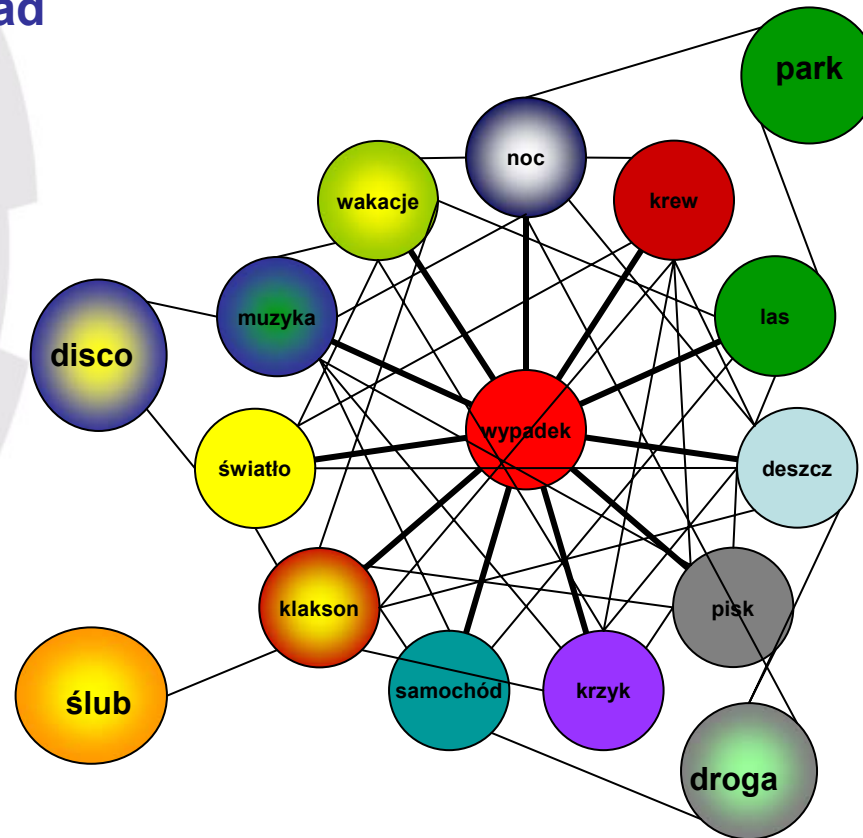 ad
park
noc
wakacje
krew
muzyka
las
disco
wypadek
światło
deszcz
klakson
pisk
ślub
samochód
krzyk
droga